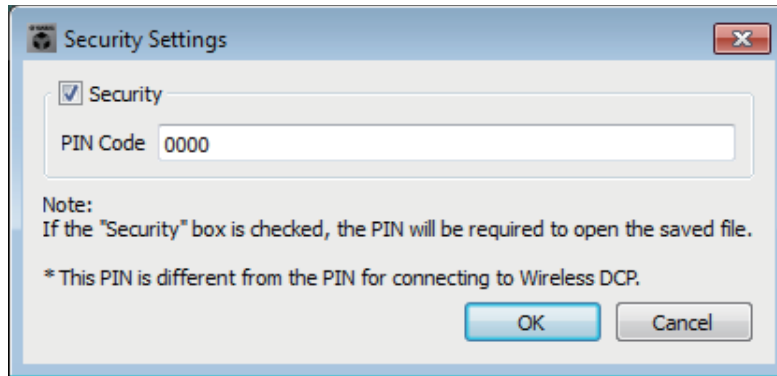 Security Settings
Security
PIN Code 0000
Note:
If the "Security" box is checked, the PIN will be required to open the saved file.
* This PIN is different from the PIN for connecting to Wireless DCP.
OK Cancel